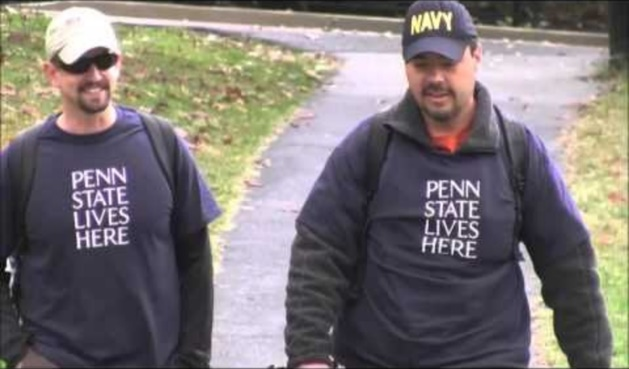 NAVY
PENN
STATE
LIVES
HERE
PENN
STATE
LIVES
HERE